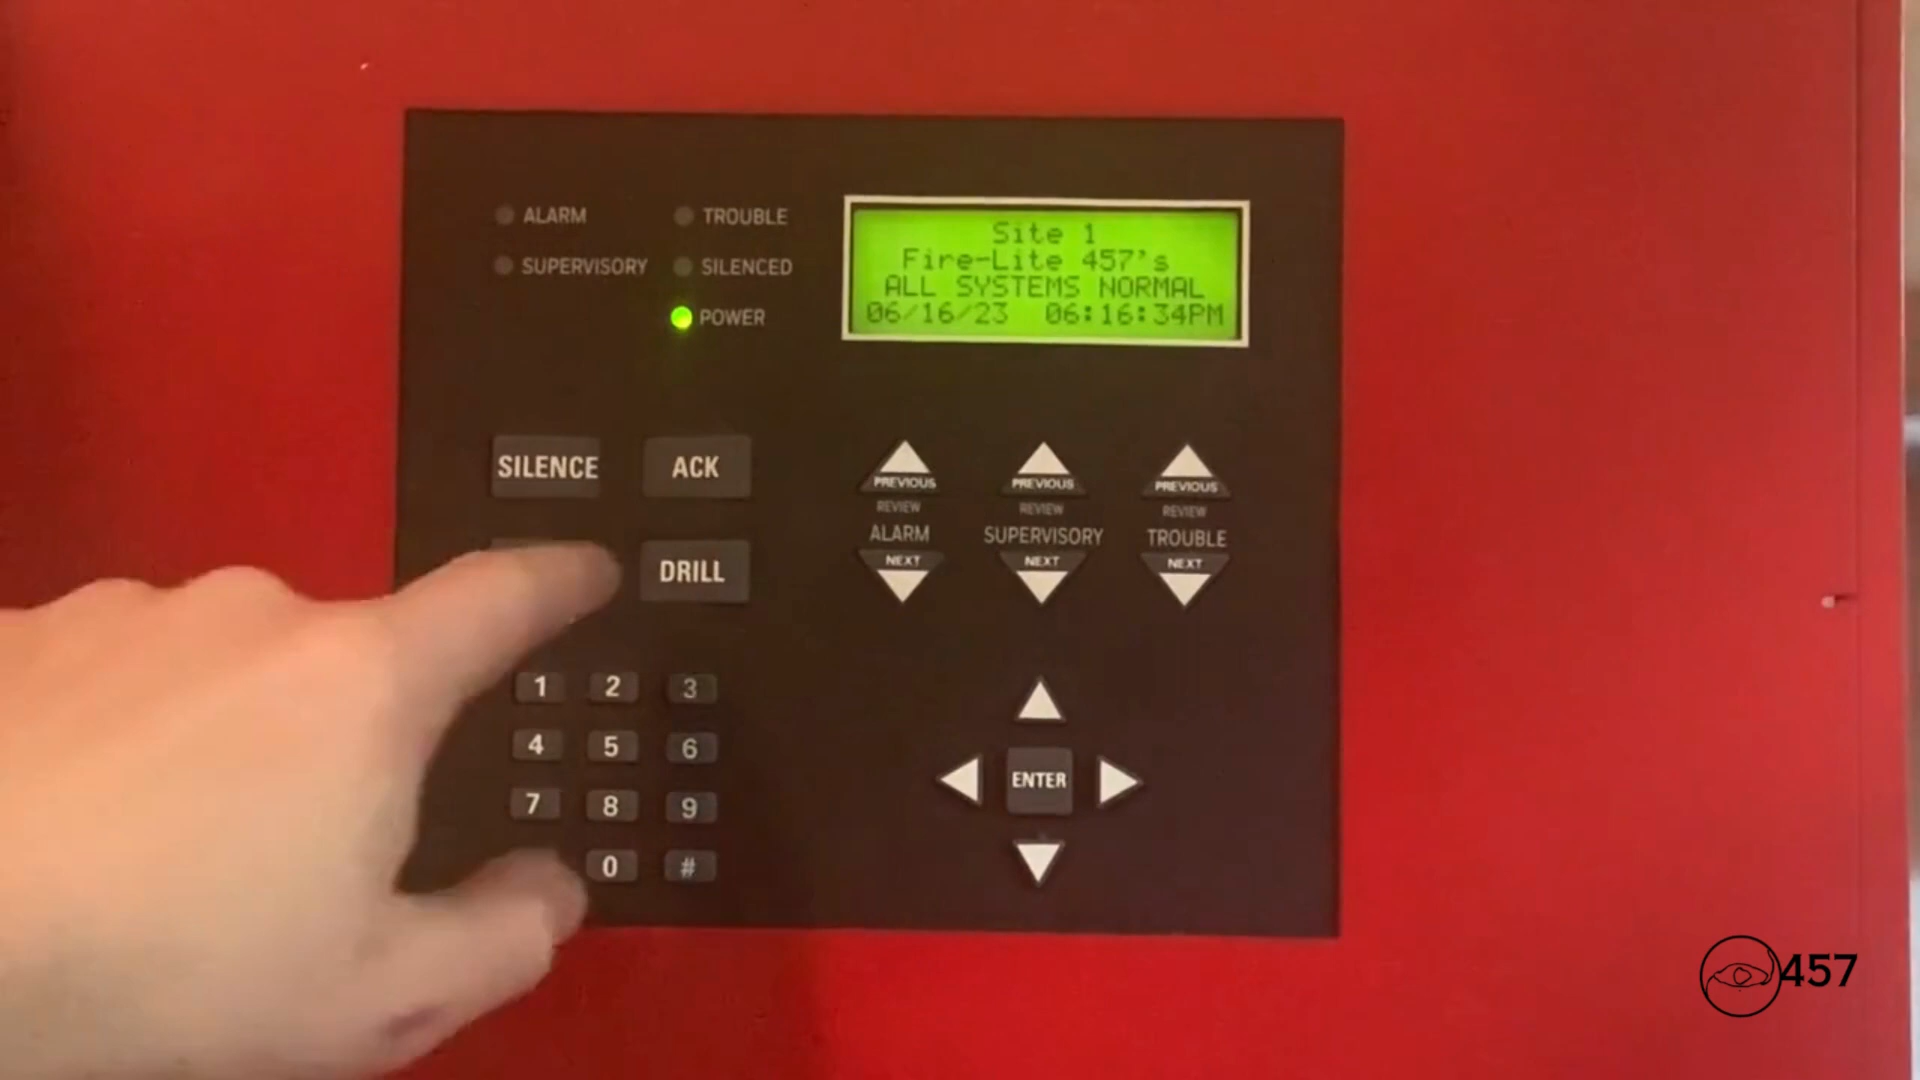 ALARM
TROUBLE
SUPERVISORY
SILENCED
POWER
Site 1
Fire-Lite 457's
ALL SYSTEMS NORMAL
06/16/23 06:16:34PM
SILENCE
ACK
DRILL
PREVIOUS
REVIEW
ALARM
NEXT
PREVIOUS
REVIEW
SUPERVISORY
NEXT
PREVIOUS
REVIEW
TROUBLE
NEXT
1 2 3
4 5 6
7 8 9
0 #
ENTER
457